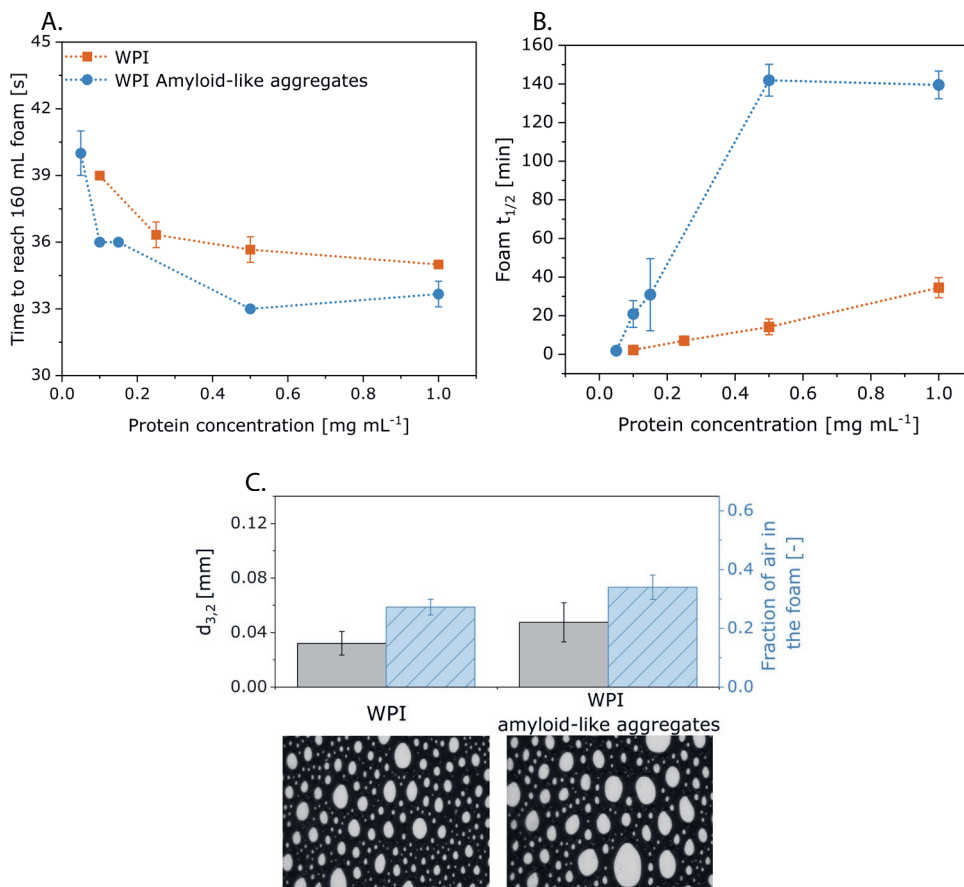 A.
45
42
39
36
33
30
0.0 0.2 0.4 0.6 0.8 1.0
Time to reach 160 mL foam [s]
Protein concentration [mg mL⁻¹]
WPI
WPI Amyloid-like aggregates
B.
160
140
120
100
80
60
40
20
0
0.0 0.2 0.4 0.6 0.8 1.0
Foam t₁/₂ [min]
Protein concentration [mg mL⁻¹]
C.
0.12
0.08
0.04
0.00
d₃,₂ [mm]
0.6
0.4
0.2
0.0
Fraction of air in
the foam [-]
WPI
WPI
amyloid-like aggregates